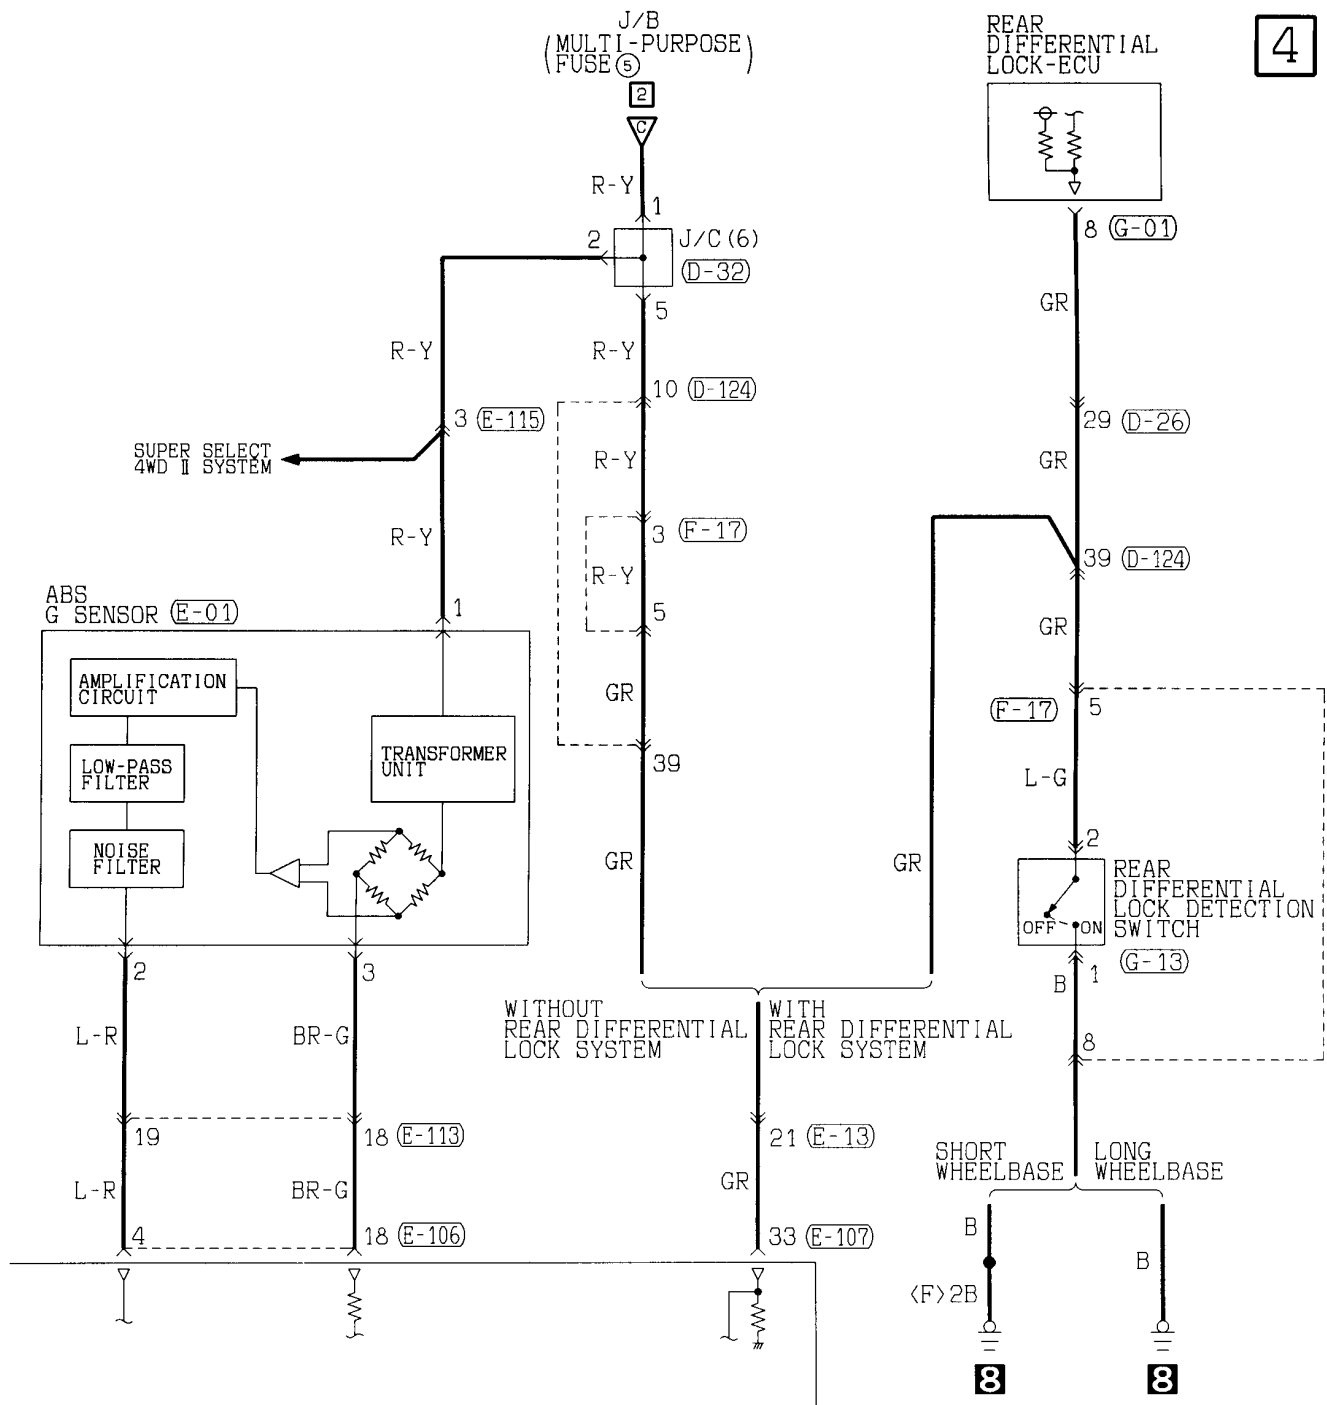 J/B
(MULTI-PURPOSE)
FUSE ⑤
2
C
REAR
DIFFERENTIAL
LOCK-ECU
4
R-Y
1
2
J/C(6)
D-32
5
8
G-01
GR
R-Y
R-Y
10
D-124
3
E-115
29
D-26
SUPER SELECT
4WD Ⅱ SYSTEM
R-Y
GR
R-Y
3
F-17
39
D-124
R-Y
5
GR
ABS
G SENSOR
E-01
1
AMPLIFICATION
CIRCUIT
GR
F-17
5
LOW-PASS
FILTER
TRANSFORMER
UNIT
39
L-G
2
NOISE
FILTER
GR
GR
REAR
DIFFERENTIAL
LOCK DETECTION
SWITCH
OFF
ON
G-13
2
3
B
1
WITHOUT
REAR DIFFERENTIAL
LOCK SYSTEM
WITH
REAR DIFFERENTIAL
LOCK SYSTEM
L-R
BR-G
8
19
18
E-113
21
E-13
SHORT
WHEELBASE
LONG
WHEELBASE
L-R
BR-G
GR
4
18
E-106
33
E-107
B
B
<F>2B
8
8